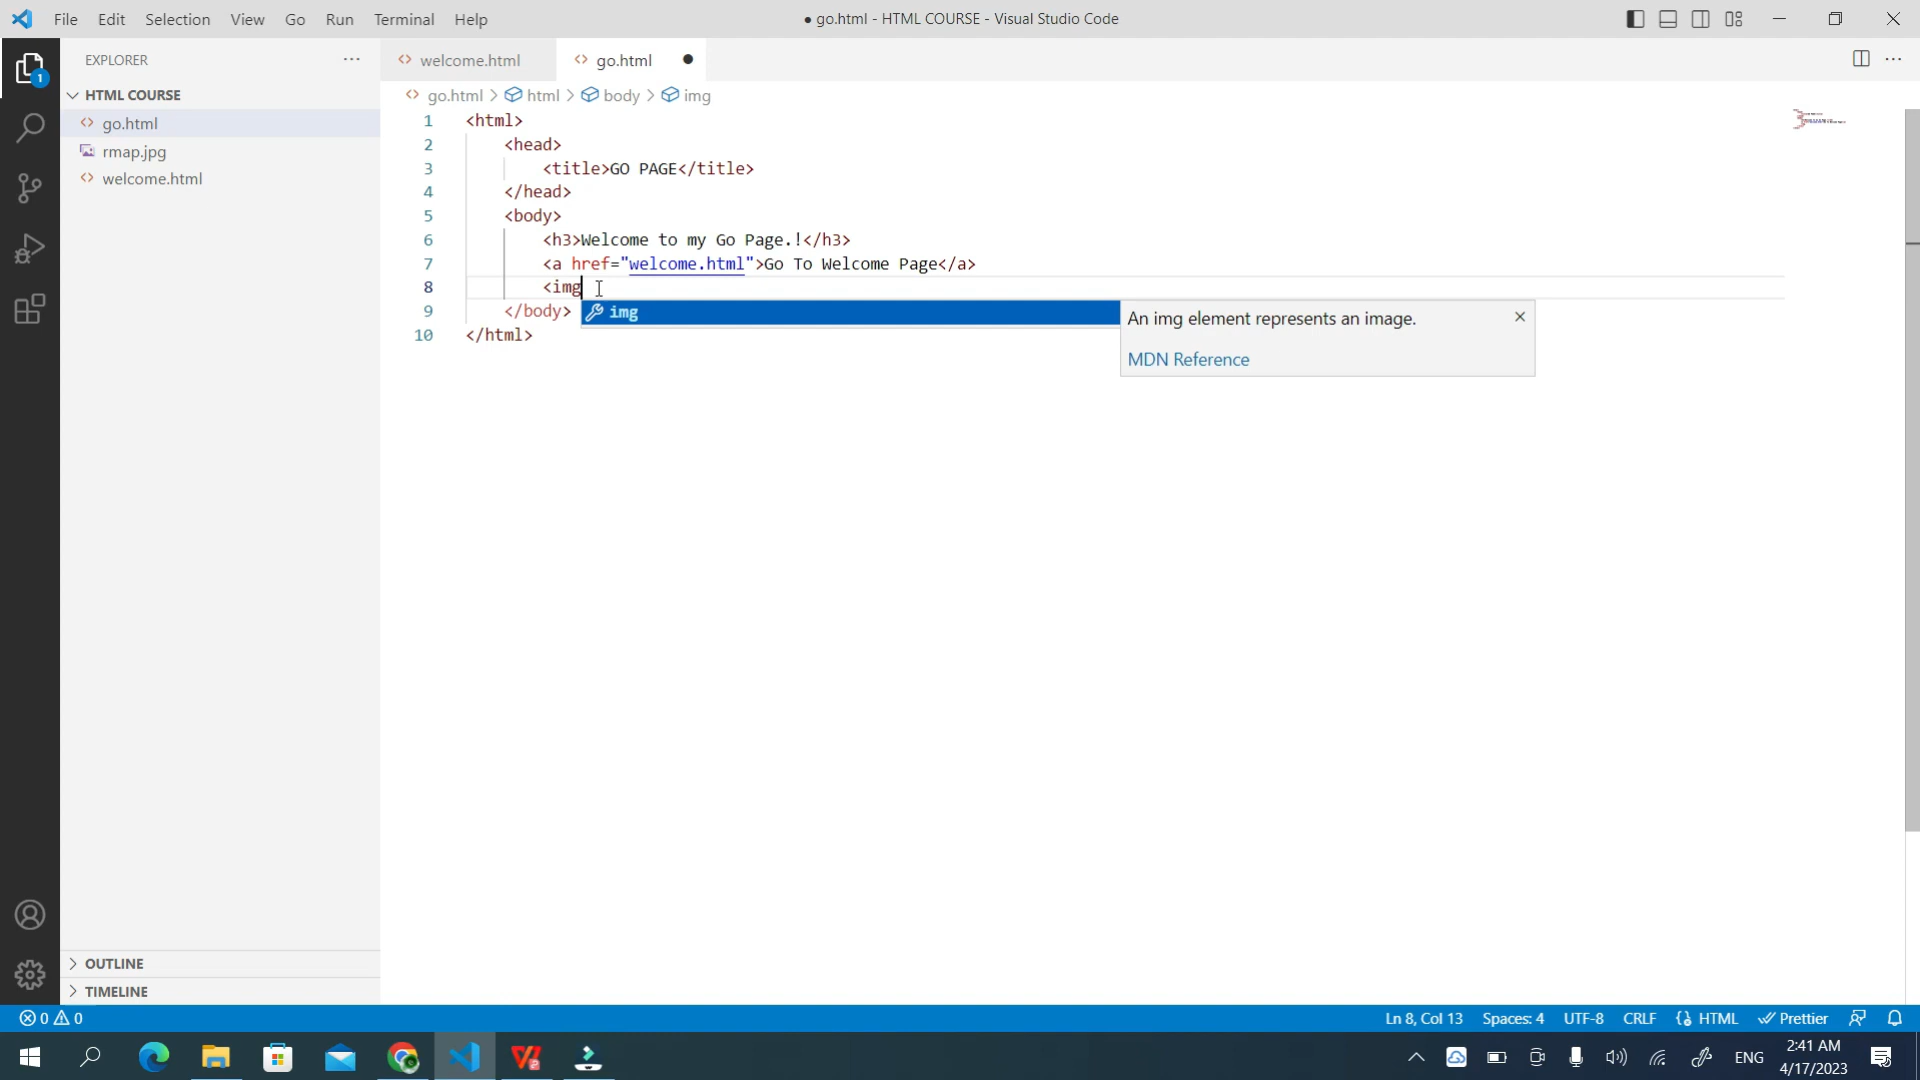 File Edit Selection View Go Run Terminal Help
● go.html - HTML COURSE - Visual Studio Code
EXPLORER
HTML COURSE
go.html
rmap.jpg
welcome.html
OUTLINE
TIMELINE
1
welcome.html go.html
go.html > html > body > img
1 <html>
2 <head>
3 <title>GO PAGE</title>
4 </head>
5 <body>
6 <h3>Welcome to my Go Page.!</h3>
7 <a href="welcome.html">Go To Welcome Page</a>
8 <img
9 </body>
10 </html>
img
An img element represents an image.
MDN Reference
0 0
Ln 8, Col 13 Spaces: 4 UTF-8 CRLF HTML Prettier
ENG
2:41 AM
4/17/2023